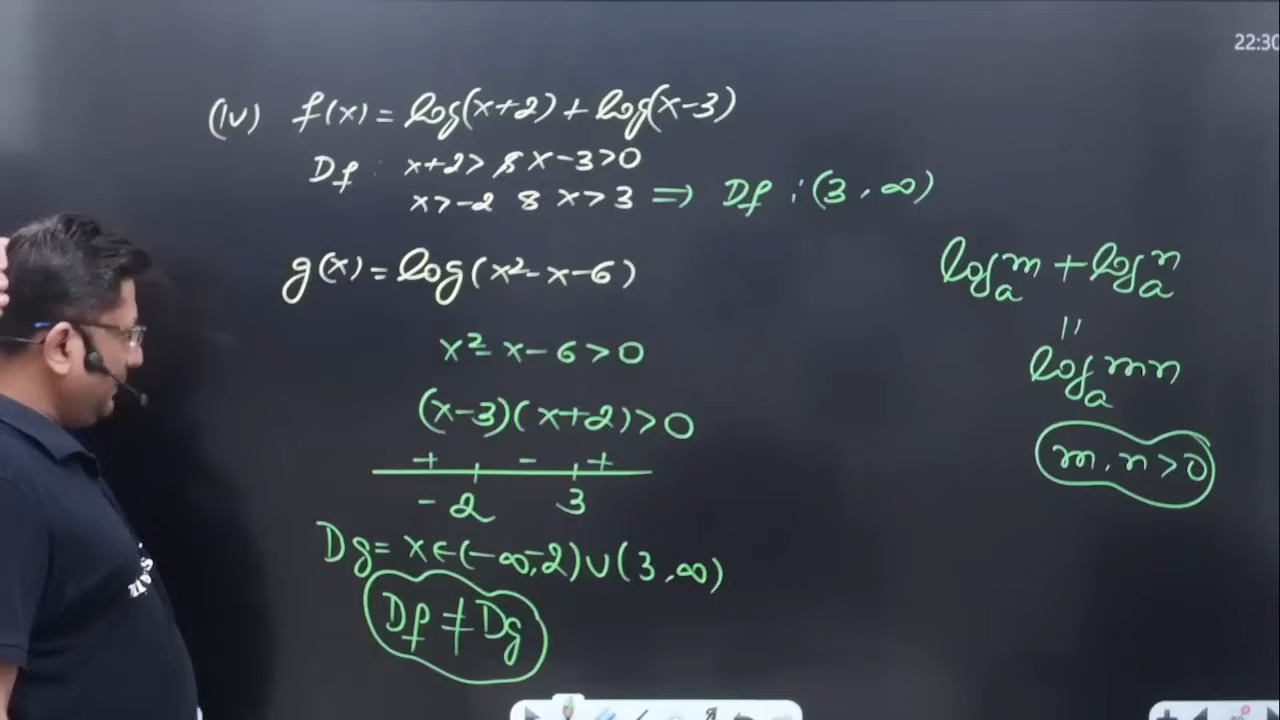 22:30
(iv) f(x) = log(x+2) + log(x-3)
Df : x+2> & x-3>0
x>-2 & x>3 => Df : (3, ∞)
g(x) = log(x²-x-6)
x²-x-6>0
(x-3)(x+2)>0
+ - +
-2 3
Dg = x∈(-∞,-2)∪(3,∞)
Df ≠ Dg
logₐm + logₐn
||
logₐmn
m, n >0